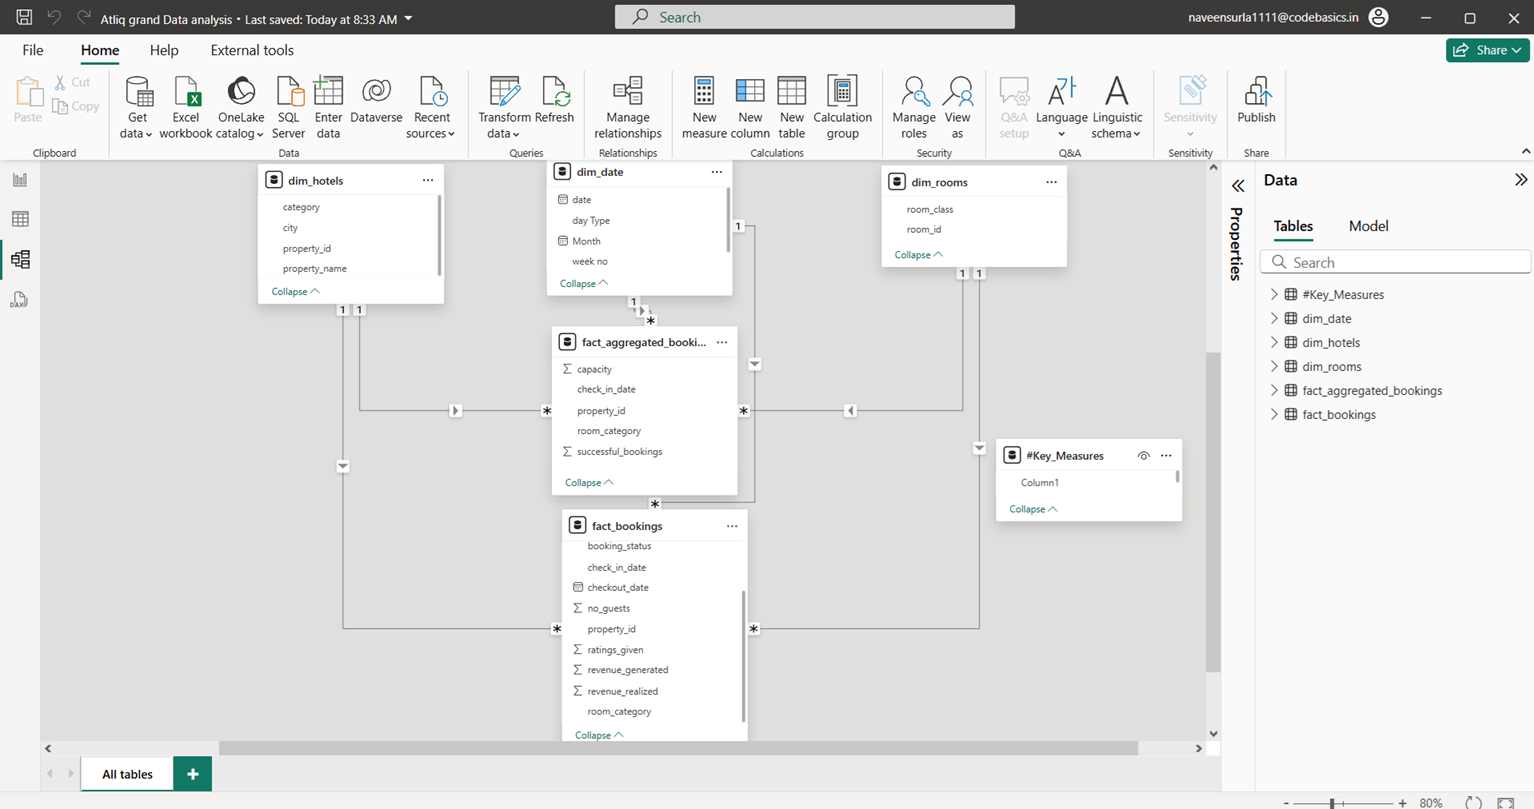 Atliq grand Data analysis • Last saved: Today at 8:33 AM
Search
naveensurla1111@codebasics.in
File Home Help External tools
Share
Paste
Cut
Copy
Get data
Excel workbook
OneLake catalog
SQL Server
Enter data
Dataverse
Recent sources
Transform data
Refresh
Manage relationships
New measure
New column
New table
Calculation group
Manage roles
View as
Q&A setup
Language
Linguistic schema
Sensitivity
Publish
Clipboard
Data
Queries
Relationships
Calculations
Security
Q&A
Sensitivity
Share
DAX
dim_hotels
category
city
property_id
property_name
Collapse
1 1
dim_date
date
day Type
Month
week no
Collapse
1
1
*
dim_rooms
room_class
room_id
Collapse
1 1
fact_aggregated_booki...
capacity
check_in_date
property_id
room_category
successful_bookings
Collapse
* *
*
#Key_Measures
Column1
Collapse
fact_bookings
booking_status
check_in_date
checkout_date
no_guests
property_id
ratings_given
revenue_generated
revenue_realized
room_category
Collapse
* *
Properties
Data
Tables Model
Search
#Key_Measures
dim_date
dim_hotels
dim_rooms
fact_aggregated_bookings
fact_bookings
All tables
+
- + 80%